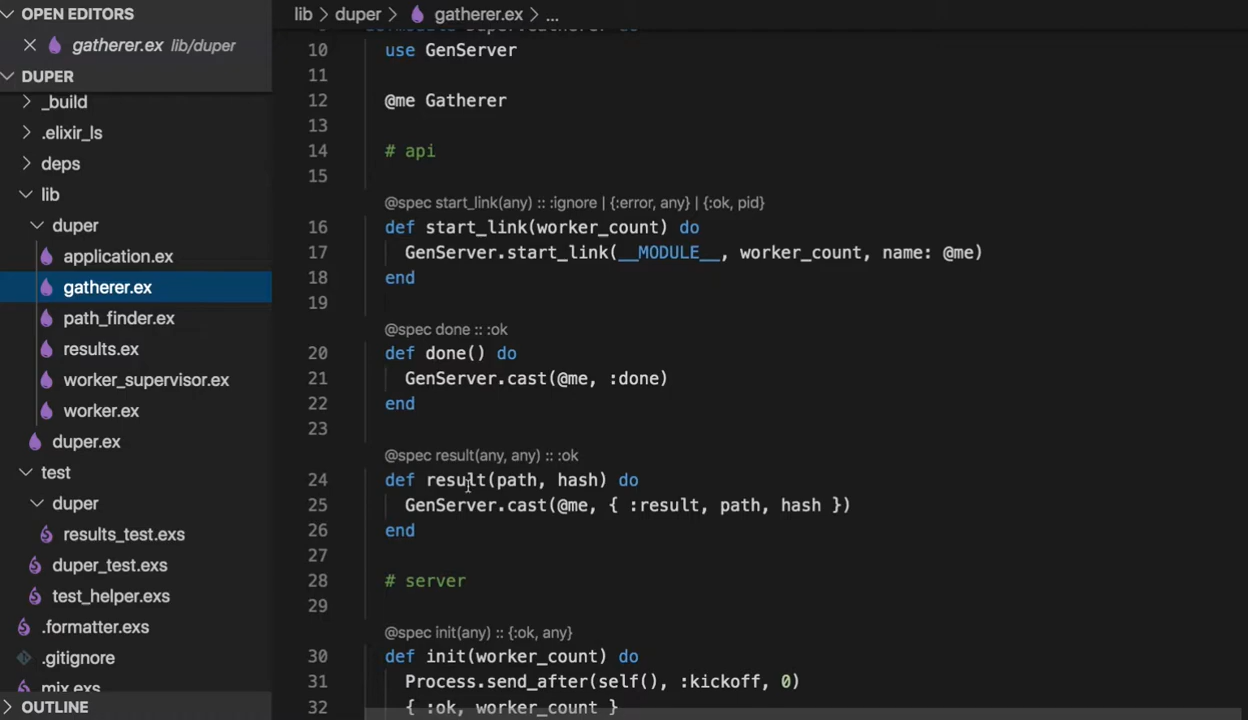 OPEN EDITORS
gatherer.ex lib/duper
DUPER
_build
.elixir_ls
deps
lib
duper
application.ex
gatherer.ex
path_finder.ex
results.ex
worker_supervisor.ex
worker.ex
duper.ex
test
duper
results_test.exs
duper_test.exs
test_helper.exs
.formatter.exs
.gitignore
mix.exs
OUTLINE
lib > duper > gatherer.ex > ...
10 use GenServer
11
12 @me Gatherer
13
14 # api
15
@spec start_link(any) :: :ignore | {:error, any} | {:ok, pid}
16 def start_link(worker_count) do
17 GenServer.start_link(__MODULE__, worker_count, name: @me)
18 end
19
@spec done :: :ok
20 def done() do
21 GenServer.cast(@me, :done)
22 end
23
@spec result(any, any) :: :ok
24 def result(path, hash) do
25 GenServer.cast(@me, { :result, path, hash })
26 end
27
28 # server
29
@spec init(any) :: {:ok, any}
30 def init(worker_count) do
31 Process.send_after(self(), :kickoff, 0)
32 { :ok, worker_count }